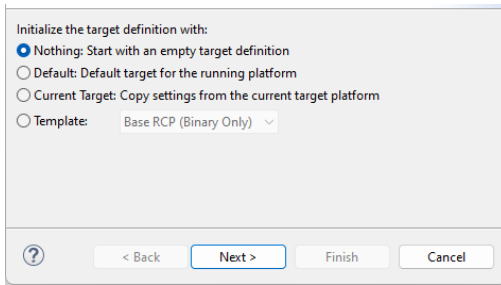 Initialize the target definition with:
Nothing: Start with an empty target definition
Default: Default target for the running platform
Current Target: Copy settings from the current target platform
Template: Base RCP (Binary Only)
? < Back Next > Finish Cancel